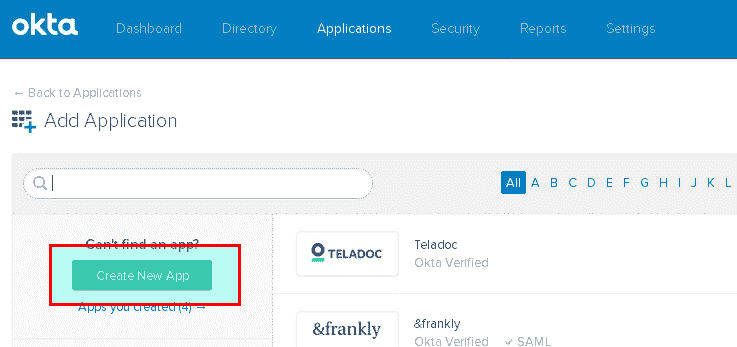 okta Dashboard Directory Applications Security Reports Settings
← Back to Applications
Add Application
All A B C D E F G H I J K L
Can't find an app?
Create New App
Apps you created (4) →
TELADOC
Teladoc
Okta Verified
&frankly
&frankly
Okta Verified ✓ SAML